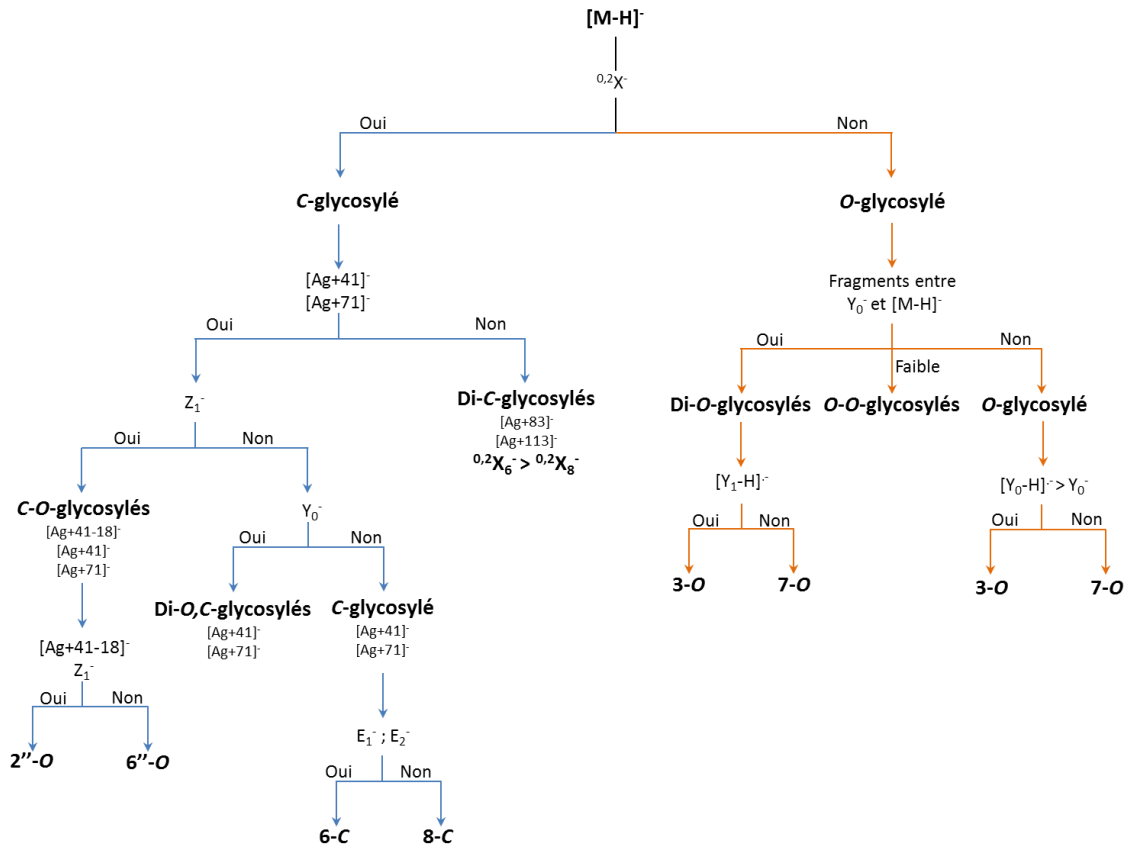 [M-H]⁻
⁰,²X⁻
Oui
Non
C-glycosylé
O-glycosylé
[Ag+41]⁻
[Ag+71]⁻
Fragments entre
Y₀⁻ et [M-H]⁻
Oui
Non
Oui
Faible
Non
Z₁⁻
Di-C-glycosylés
[Ag+83]⁻
[Ag+113]⁻
⁰,²X₆⁻ > ⁰,²X₈⁻
Di-O-glycosylés
O-O-glycosylés
O-glycosylé
Oui
Non
[Y₁-H]·⁻
[Y₀-H]·⁻ > Y₀⁻
C-O-glycosylés
[Ag+41-18]⁻
[Ag+41]⁻
[Ag+71]⁻
Y₀⁻
Oui
Non
Oui
Non
Oui
Non
3-O
7-O
3-O
7-O
Di-O,C-glycosylés
[Ag+41]⁻
[Ag+71]⁻
C-glycosylé
[Ag+41]⁻
[Ag+71]⁻
[Ag+41-18]⁻
Z₁⁻
Oui
Non
2’’-O
6’’-O
E₁⁻ ; E₂⁻
Oui
Non
6-C
8-C